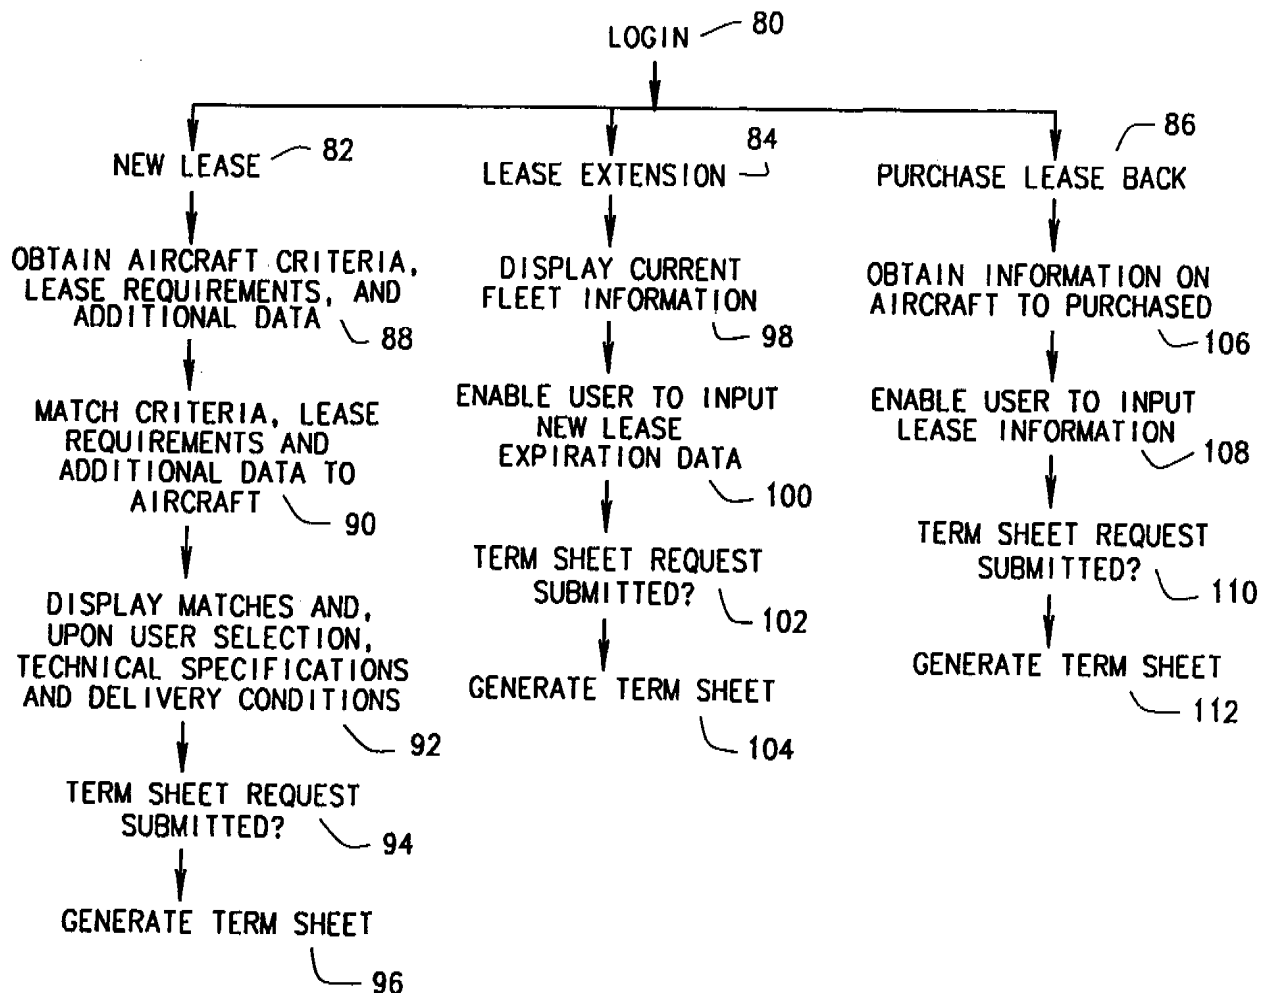 LOGIN 80
NEW LEASE 82
OBTAIN AIRCRAFT CRITERIA,
LEASE REQUIREMENTS, AND
ADDITIONAL DATA 88
MATCH CRITERIA, LEASE
REQUIREMENTS AND
ADDITIONAL DATA TO
AIRCRAFT 90
DISPLAY MATCHES AND,
UPON USER SELECTION,
TECHNICAL SPECIFICATIONS
AND DELIVERY CONDITIONS
92
TERM SHEET REQUEST
SUBMITTED? 94
GENERATE TERM SHEET
96
LEASE EXTENSION 84
DISPLAY CURRENT
FLEET INFORMATION
98
ENABLE USER TO INPUT
NEW LEASE
EXPIRATION DATA
100
TERM SHEET REQUEST
SUBMITTED? 102
GENERATE TERM SHEET
104
86
PURCHASE LEASE BACK
OBTAIN INFORMATION ON
AIRCRAFT TO PURCHASED
106
ENABLE USER TO INPUT
LEASE INFORMATION
108
TERM SHEET REQUEST
SUBMITTED? 110
GENERATE TERM SHEET
112